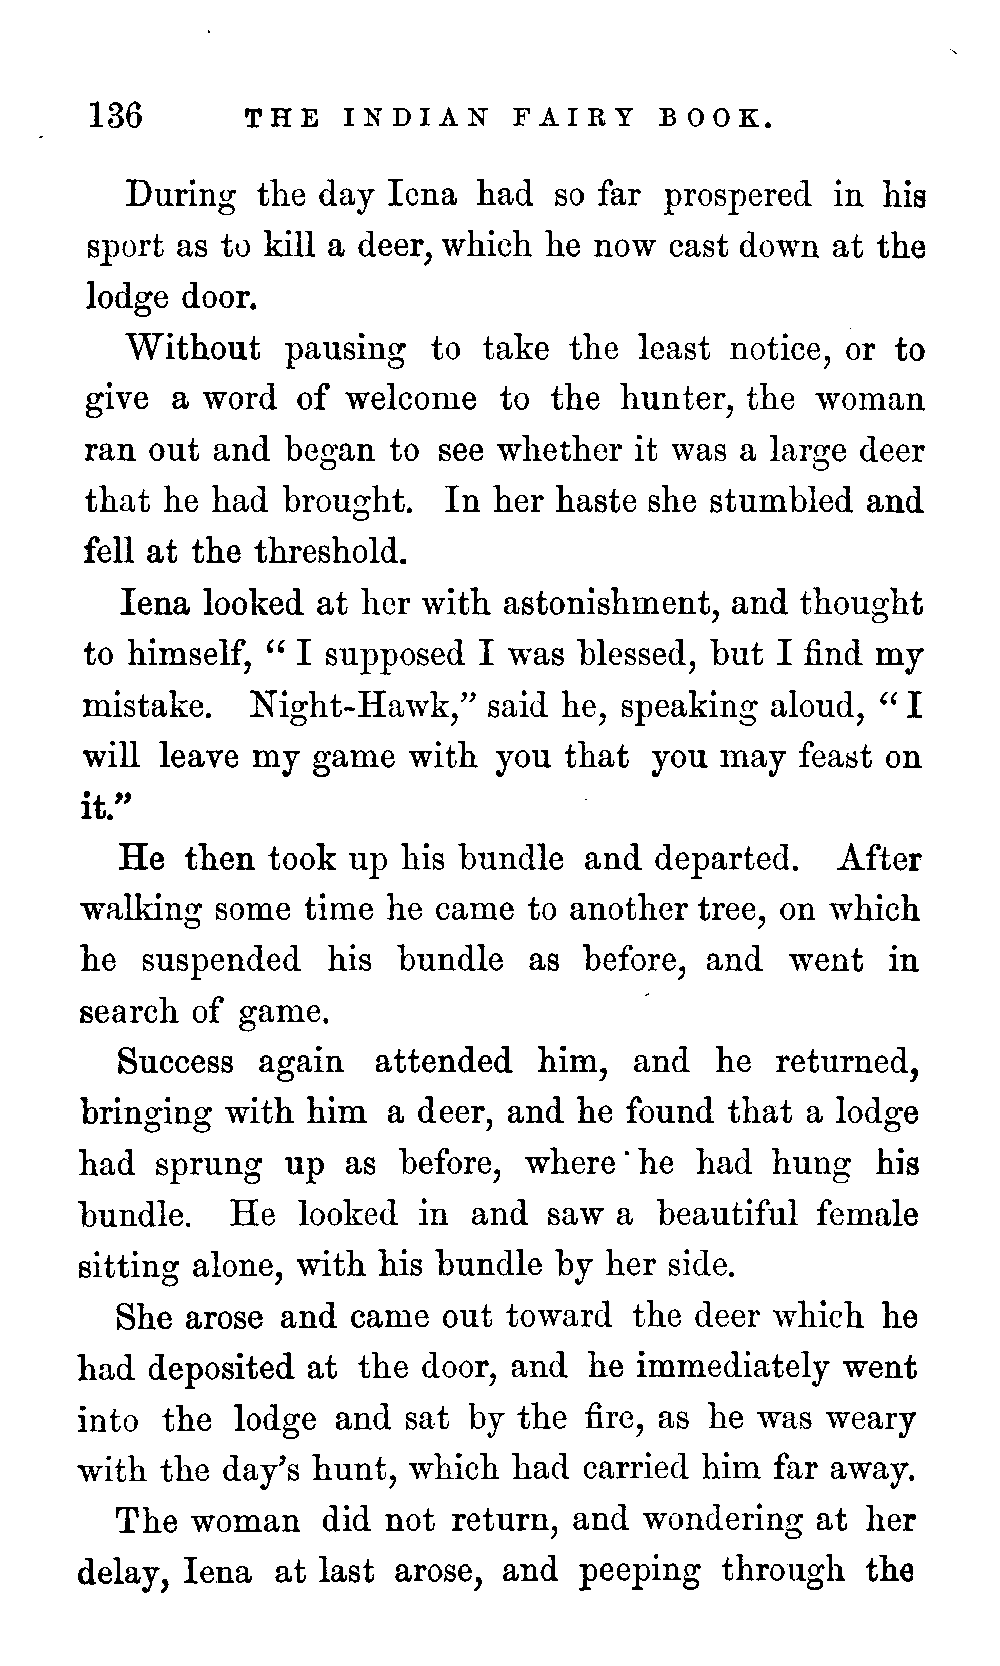 136 THE INDIAN FAIRY BOOK.
During the day Iena had so far prospered in his
sport as to kill a deer, which he now cast down at the
lodge door.
Without pausing to take the least notice, or to
give a word of welcome to the hunter, the woman
ran out and began to see whether it was a large deer
that he had brought. In her haste she stumbled and
fell at the threshold.
Iena looked at her with astonishment, and thought
to himself, “ I supposed I was blessed, but I find my
mistake. Night-Hawk,” said he, speaking aloud, “ I
will leave my game with you that you may feast on
it.”
He then took up his bundle and departed. After
walking some time he came to another tree, on which
he suspended his bundle as before, and went in
search of game.
Success again attended him, and he returned,
bringing with him a deer, and he found that a lodge
had sprung up as before, where he had hung his
bundle. He looked in and saw a beautiful female
sitting alone, with his bundle by her side.
She arose and came out toward the deer which he
had deposited at the door, and he immediately went
into the lodge and sat by the fire, as he was weary
with the day’s hunt, which had carried him far away.
The woman did not return, and wondering at her
delay, Iena at last arose, and peeping through the